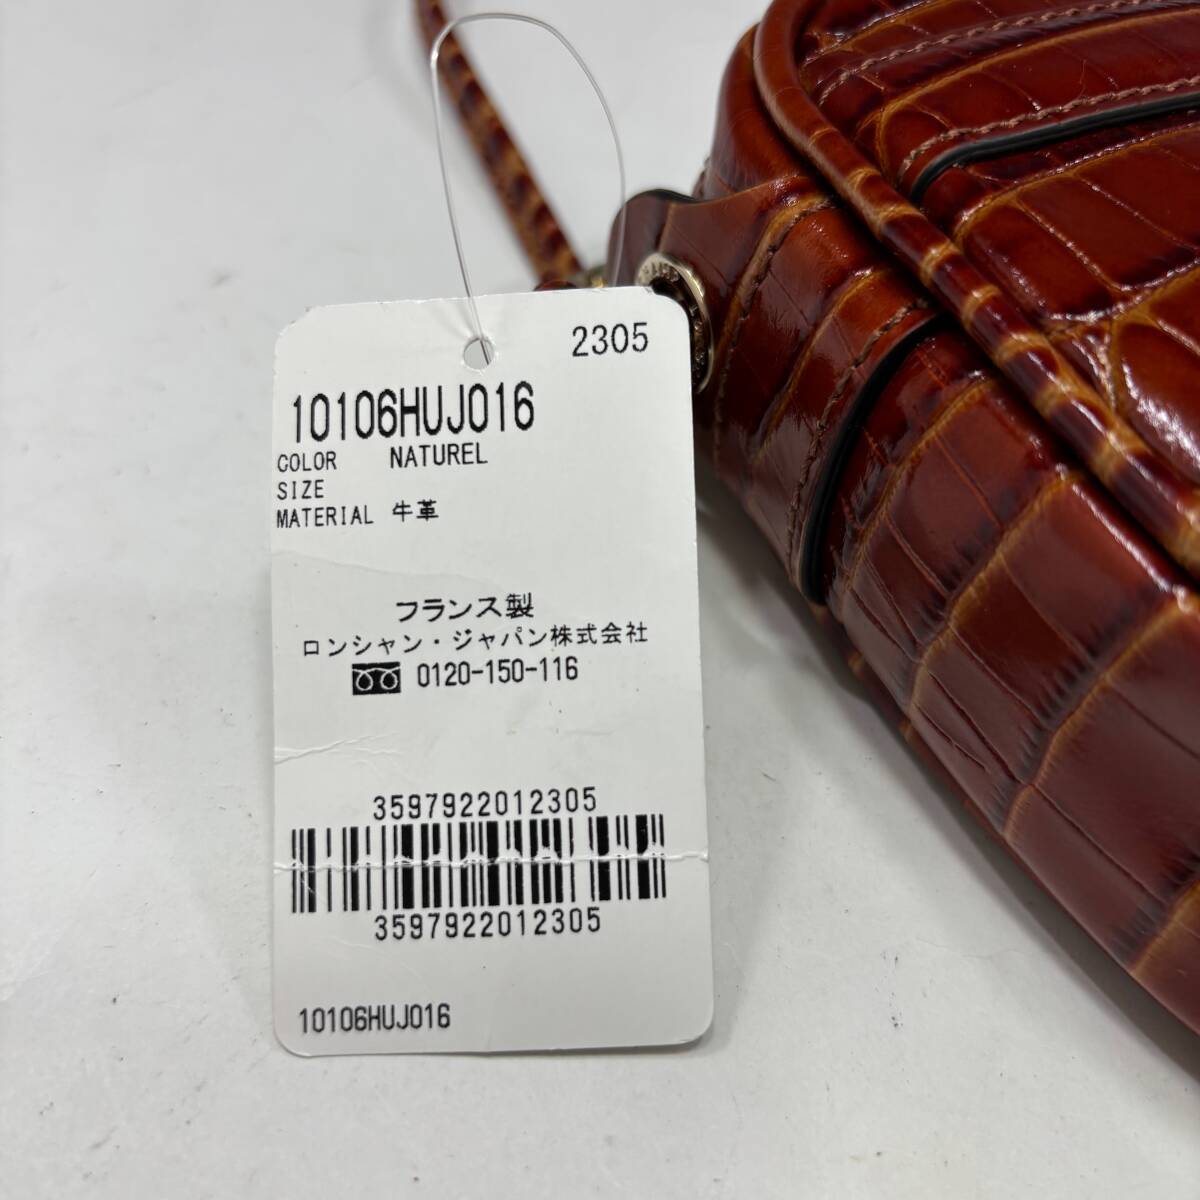 2305
10106HUJ016
COLOR NATUREL
SIZE
MATERIAL 牛革
フランス製
ロンシャン・ジャパン株式会社
0120-150-116
3597922012305
3597922012305
10106HUJ016